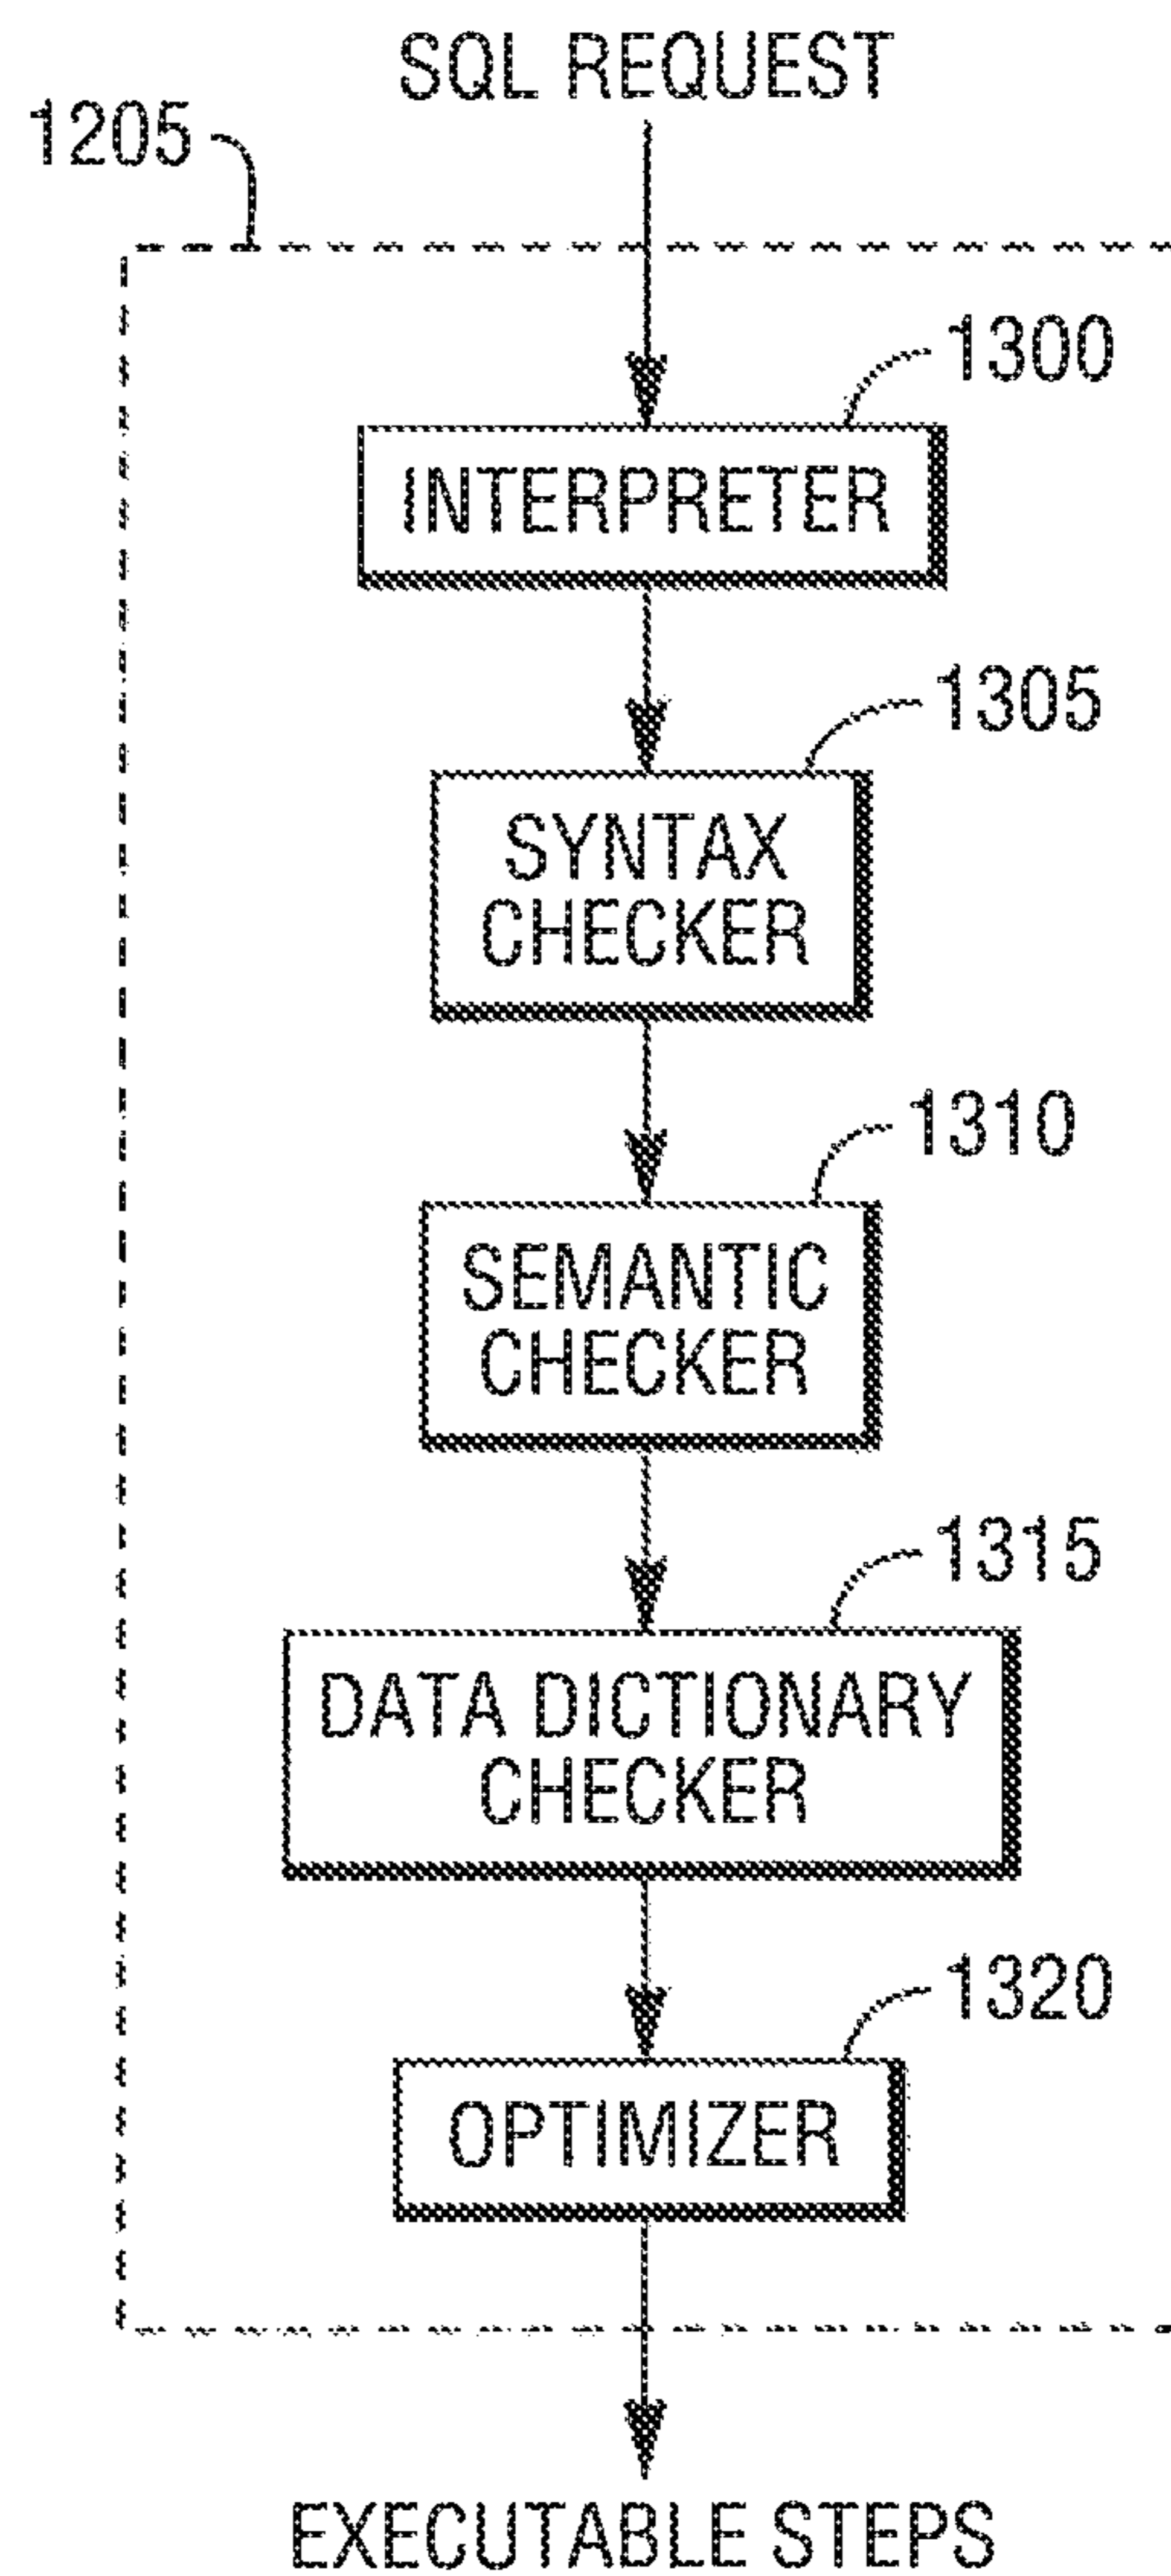 SQL REQUEST
1205
1300
INTERPRETER
1305
SYNTAX
CHECKER
1310
SEMANTIC
CHECKER
1315
DATA DICTIONARY
CHECKER
1320
OPTIMIZER
EXECUTABLE STEPS